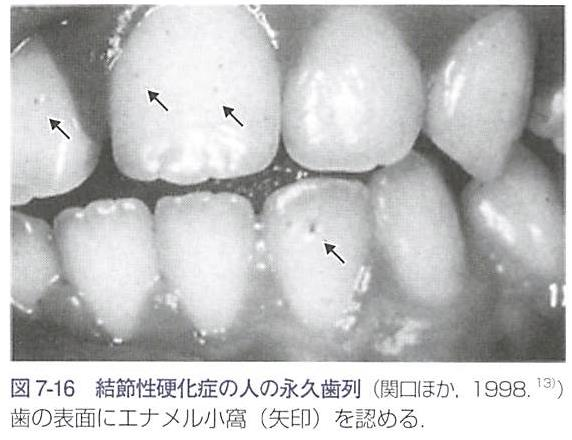 図7-16 結節性硬化症の人の永久歯列（関口ほか, 1998.13)）
歯の表面にエナメル小窩（矢印）を認める.